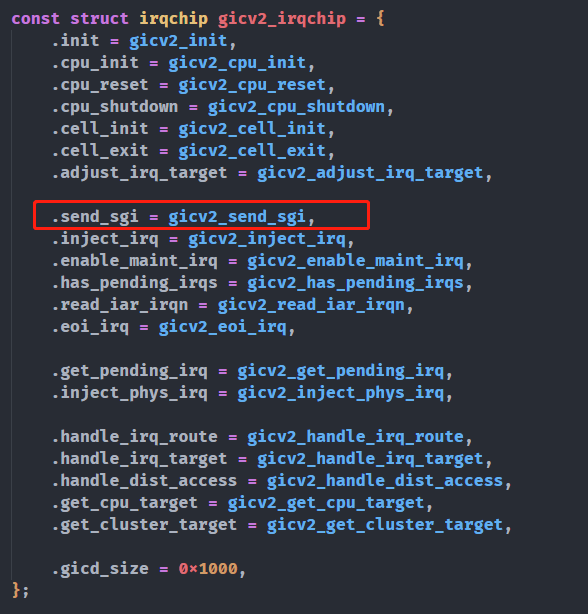 const struct irqchip gicv2_irqchip = {
.init = gicv2_init,
.cpu_init = gicv2_cpu_init,
.cpu_reset = gicv2_cpu_reset,
.cpu_shutdown = gicv2_cpu_shutdown,
.cell_init = gicv2_cell_init,
.cell_exit = gicv2_cell_exit,
.adjust_irq_target = gicv2_adjust_irq_target,
.send_sgi = gicv2_send_sgi,
.inject_irq = gicv2_inject_irq,
.enable_maint_irq = gicv2_enable_maint_irq,
.has_pending_irqs = gicv2_has_pending_irqs,
.read_iar_irqn = gicv2_read_iar_irqn,
.eoi_irq = gicv2_eoi_irq,
.get_pending_irq = gicv2_get_pending_irq,
.inject_phys_irq = gicv2_inject_phys_irq,
.handle_irq_route = gicv2_handle_irq_route,
.handle_irq_target = gicv2_handle_irq_target,
.handle_dist_access = gicv2_handle_dist_access,
.get_cpu_target = gicv2_get_cpu_target,
.get_cluster_target = gicv2_get_cluster_target,
.gicd_size = 0×1000,
};